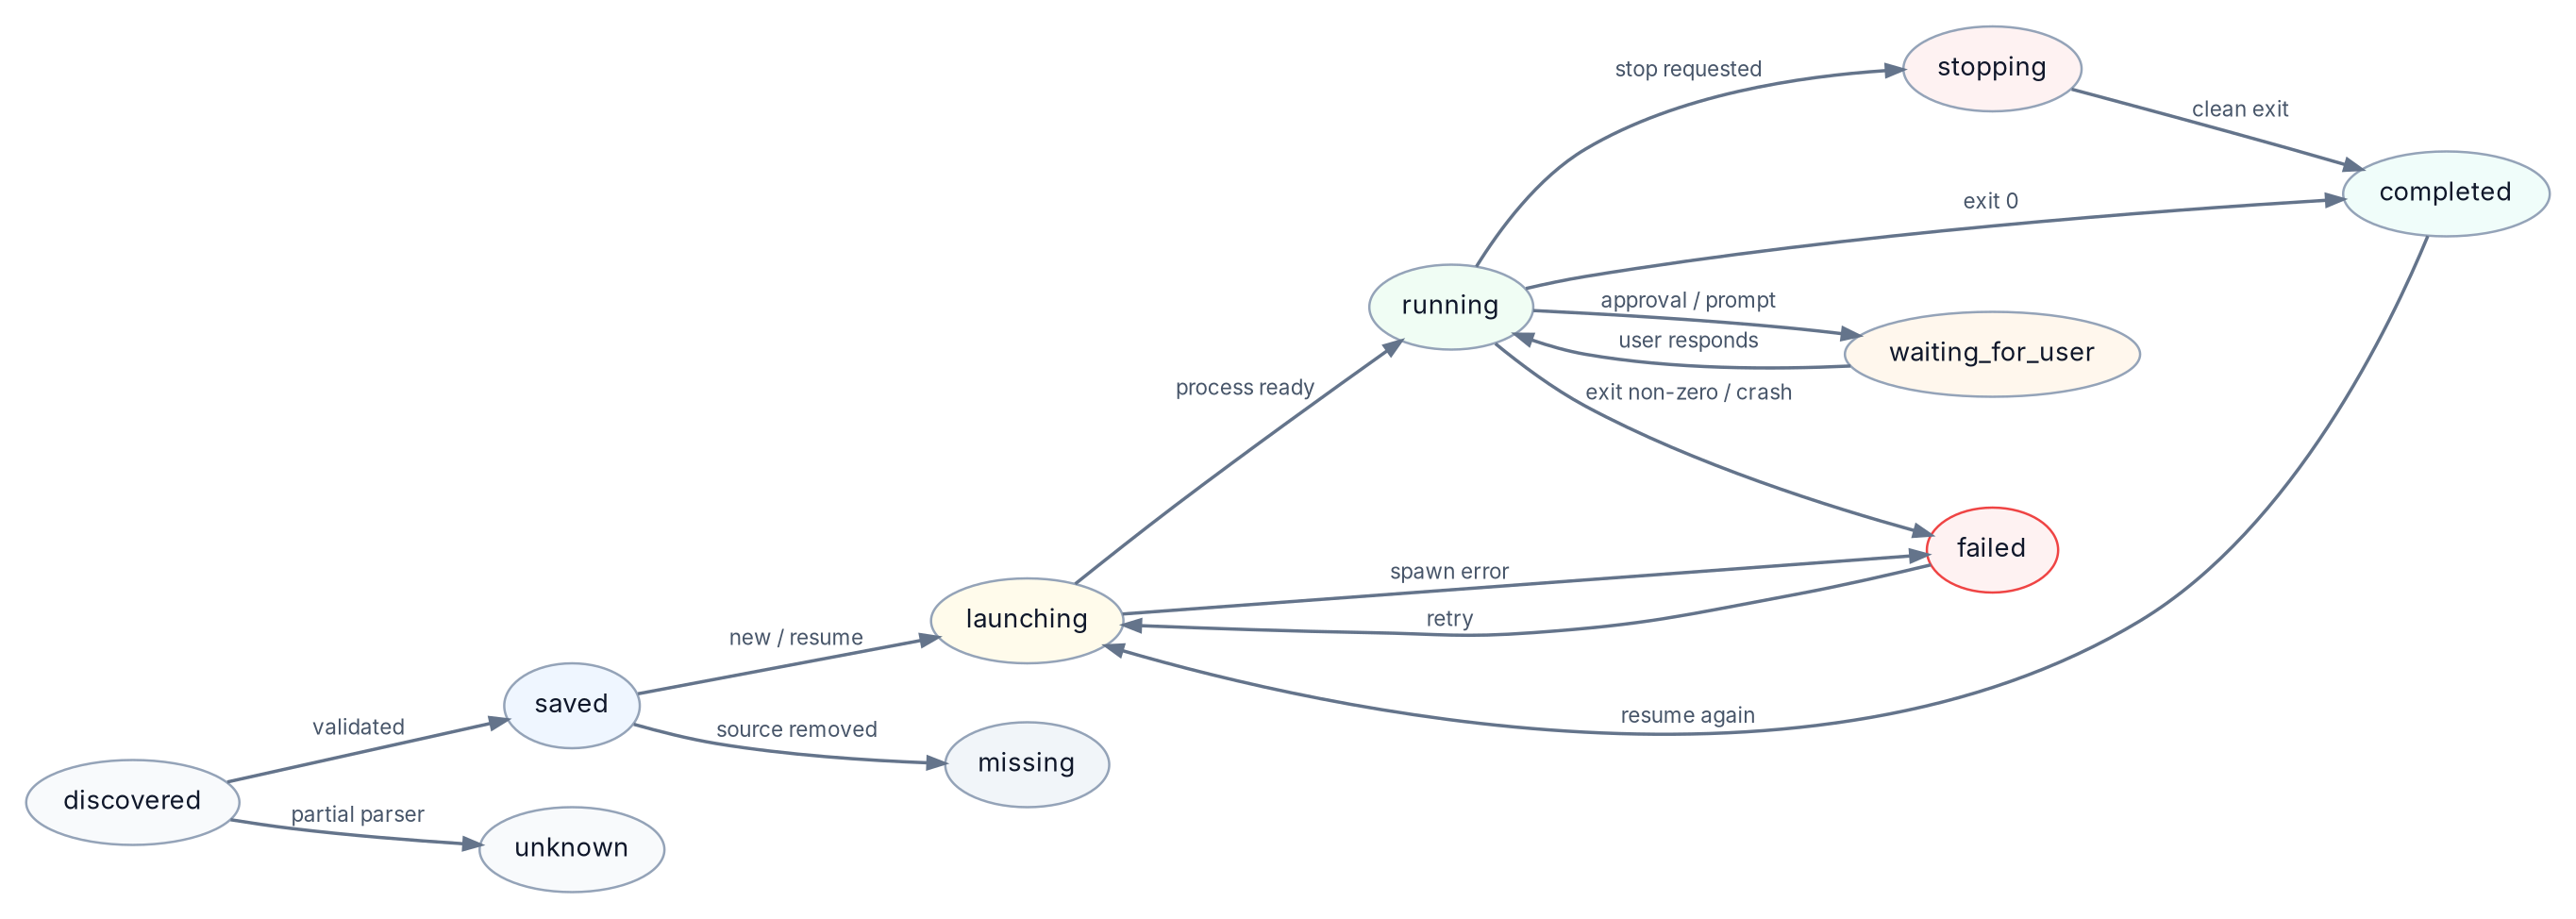 stop requested
stopping
clean exit
completed
exit 0
running
approval / prompt
user responds
waiting_for_user
process ready
exit non-zero / crash
failed
spawn error
retry
launching
new / resume
resume again
saved
source removed
missing
validated
discovered
partial parser
unknown